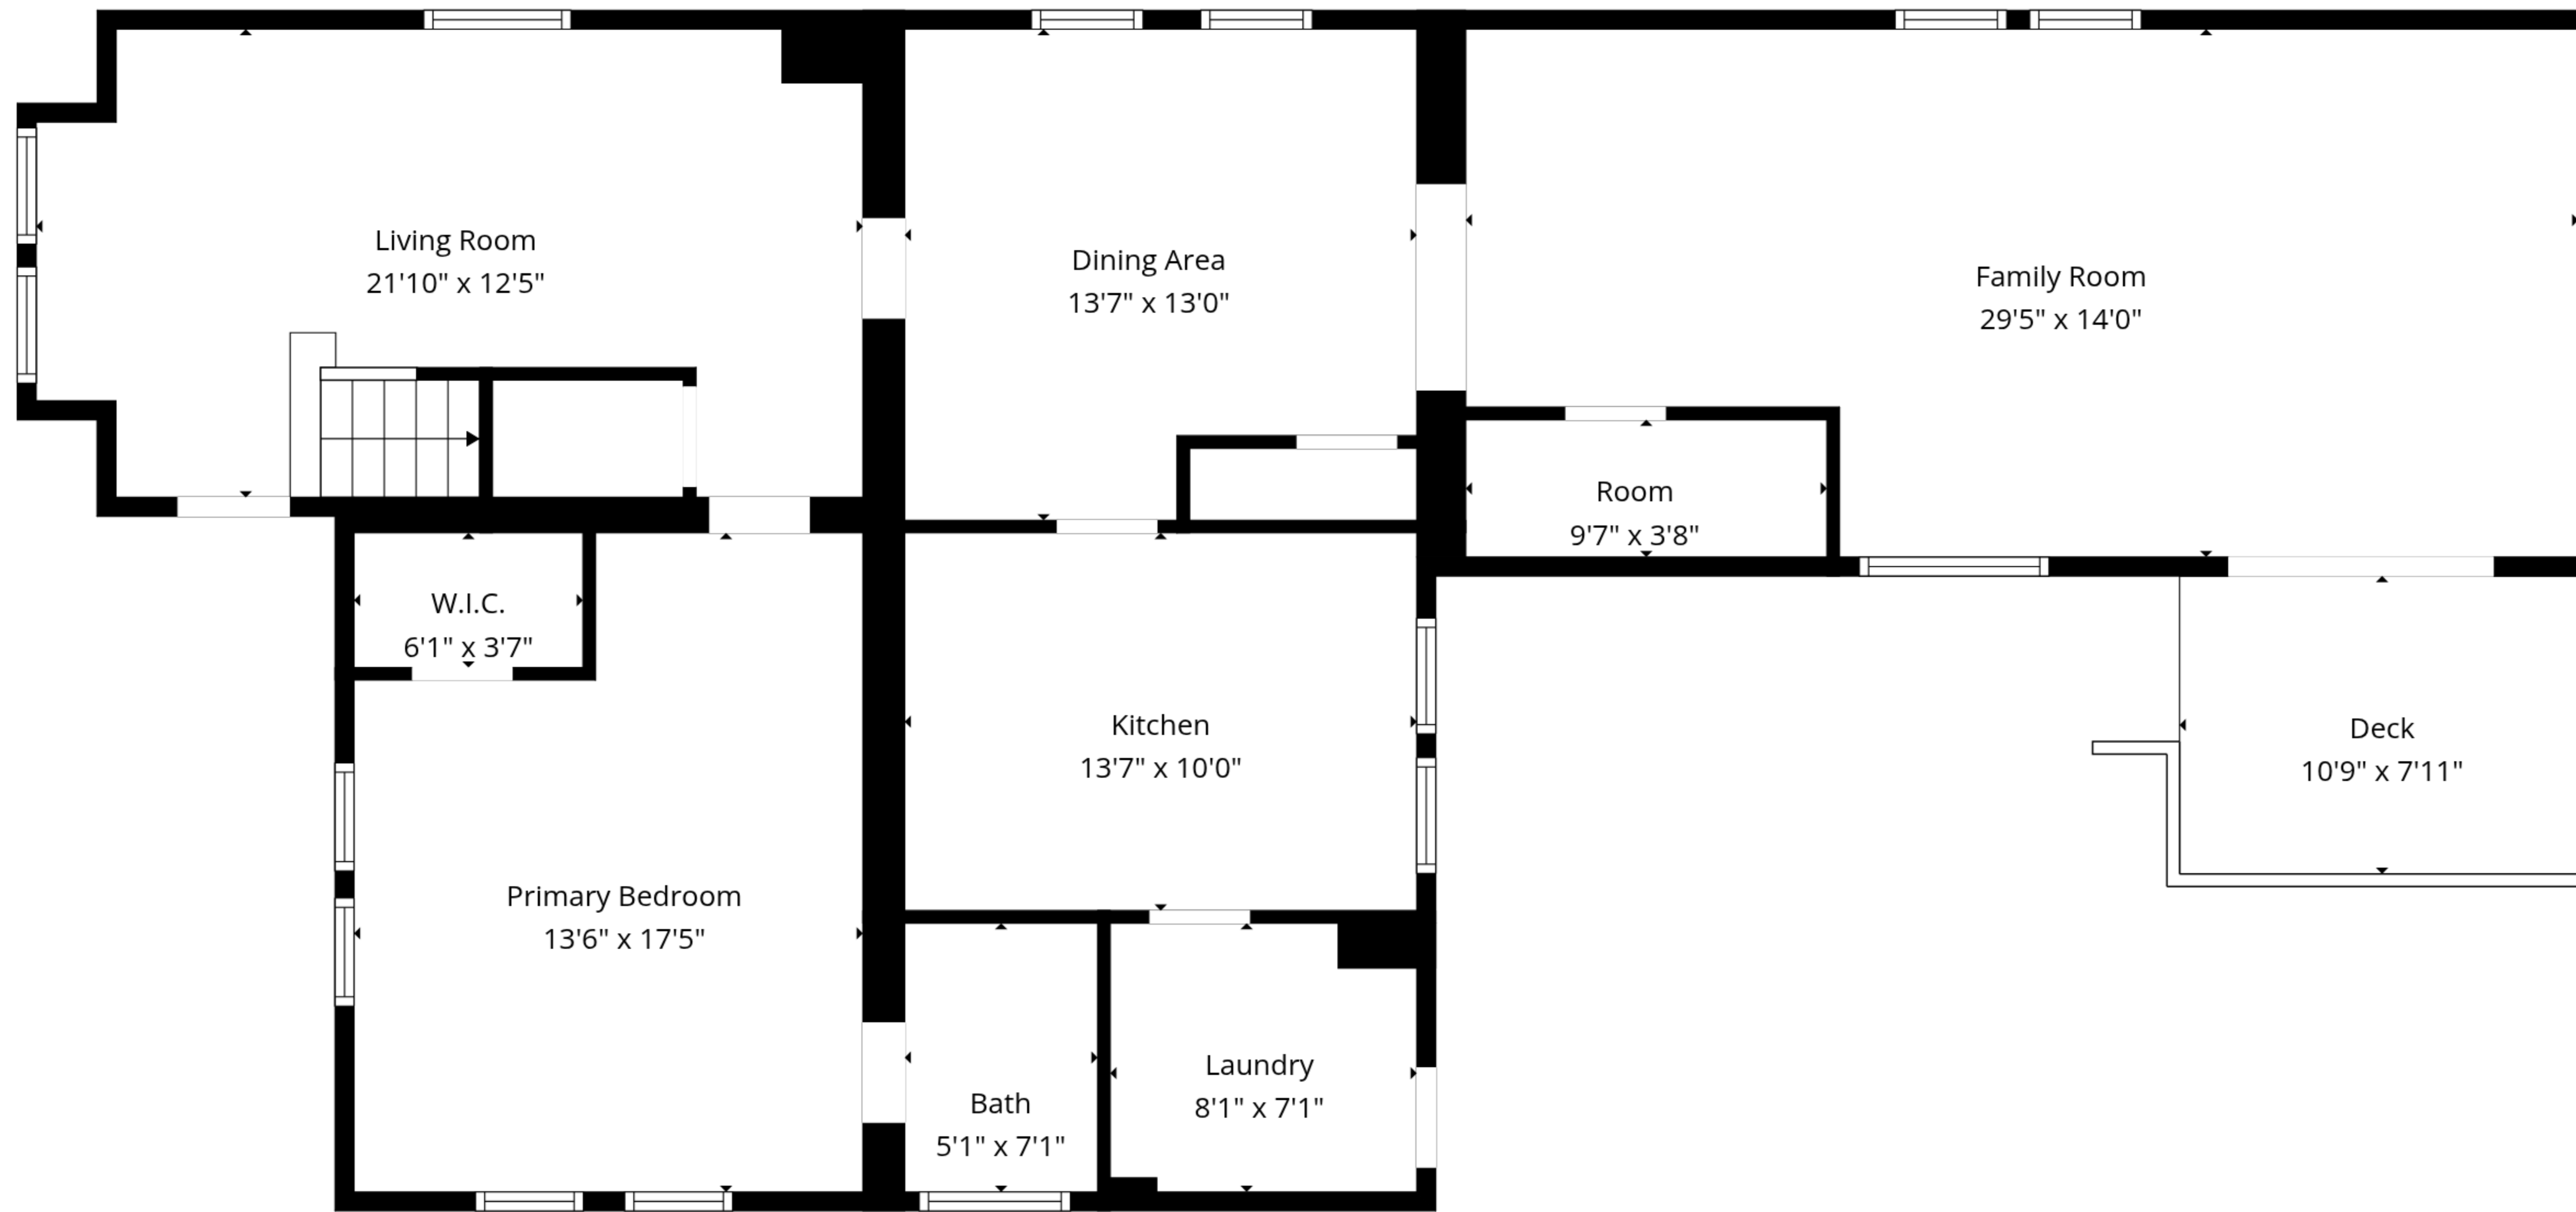 Living Room
21'10" x 12'5"
Dining Area
13'7" x 13'0"
Family Room
29'5" x 14'0"
Room
9'7" x 3'8"
W.I.C.
6'1" x 3'7"
Kitchen
13'7" x 10'0"
Deck
10'9" x 7'11"
Primary Bedroom
13'6" x 17'5"
Bath
5'1" x 7'1"
Laundry
8'1" x 7'1"